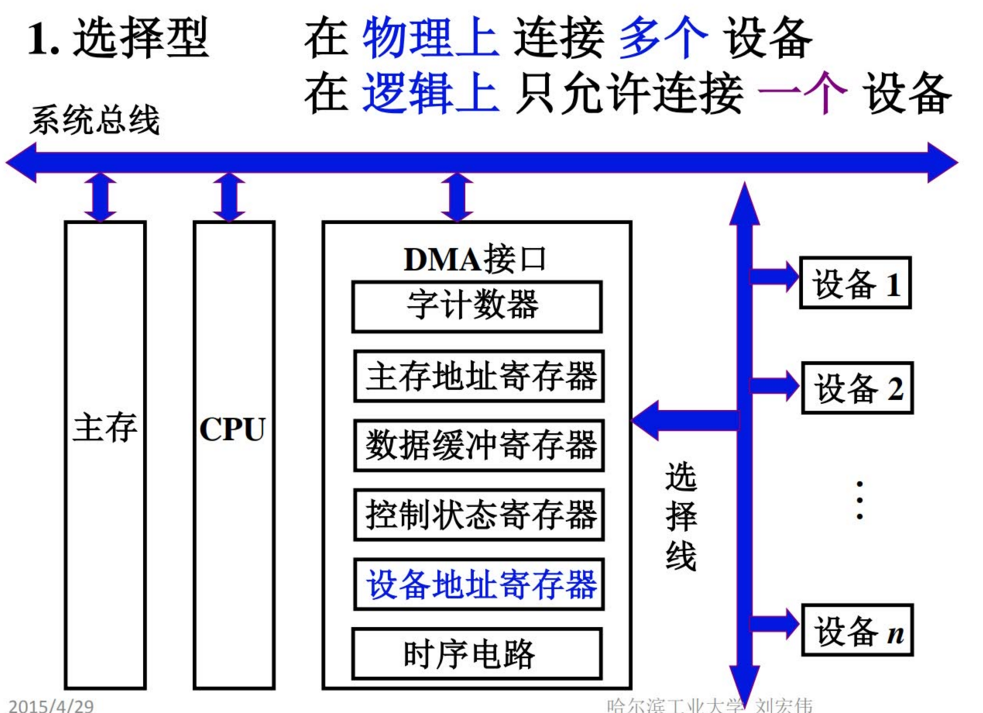 1. 选择型 在 物理上 连接 多个 设备
在 逻辑上 只允许连接 一个 设备
系统总线
主存
CPU
DMA接口
字计数器
主存地址寄存器
数据缓冲寄存器
控制状态寄存器
设备地址寄存器
时序电路
选择线
设备 1
设备 2
⋮
设备 n
2015/4/29
哈尔滨工业大学 刘宏伟